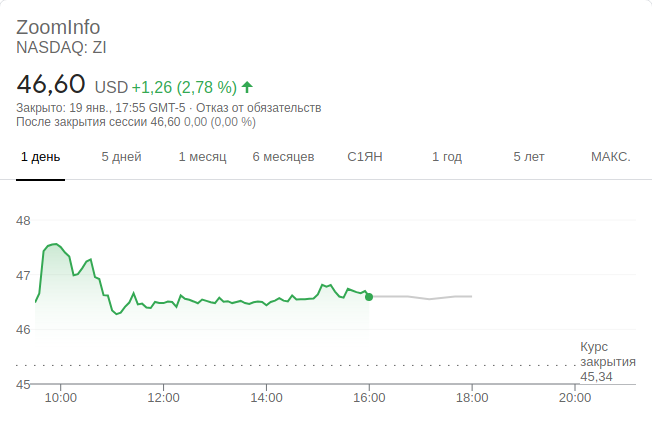 ZoomInfo
NASDAQ: ZI
46,60 USD +1,26 (2,78 %)
Закрыто: 19 янв., 17:55 GMT-5 · Отказ от обязательств
После закрытия сессии 46,60 0,00 (0,00 %)
1 день 5 дней 1 месяц 6 месяцев С1ЯН 1 год 5 лет МАКС.
48
47
46
Курс
закрытия
45,34
45
10:00 12:00 14:00 16:00 18:00 20:00